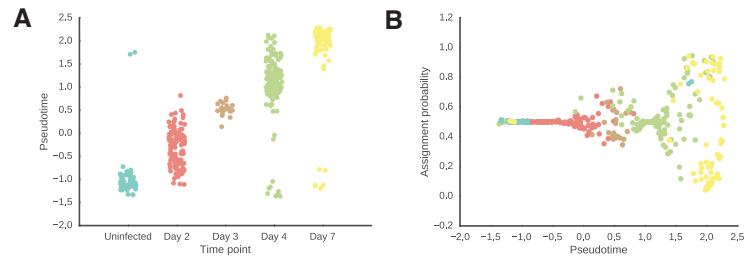 A
2.5
2.0
1.5
1.0
0.5
0.0
−0.5
−1.0
−1.5
−2.0
Pseudotime
Uninfected Day 2 Day 3 Day 4 Day 7
Time point
B
1.2
1.0
0.8
0.6
0.4
0.2
0.0
−0.2
Assignment probability
−2,0 −1,5 −1,0 −0,5 0,0 0,5 1,0 1,5 2,0 2,5
Pseudotime